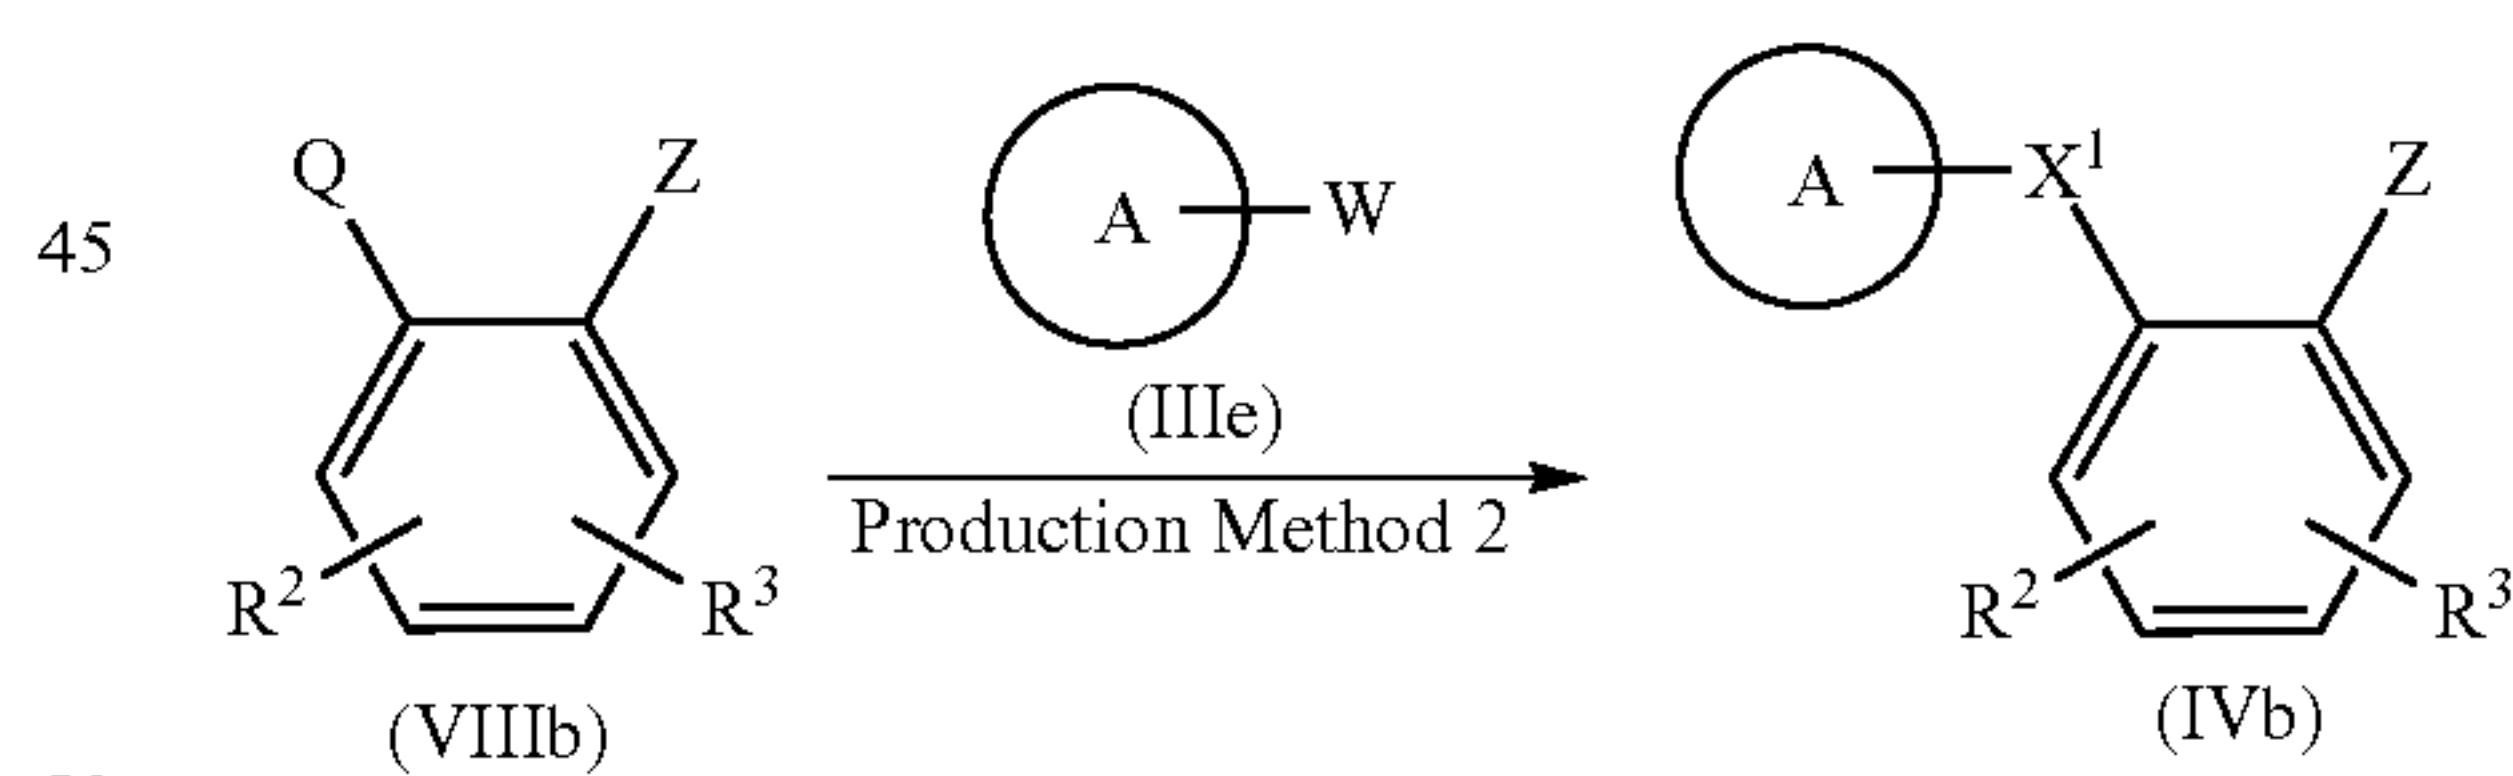 Q Z A X¹ Z
45 A W
(IIIe)
Production Method 2
R² R³ R² R³
(VIIIb) (IVb)